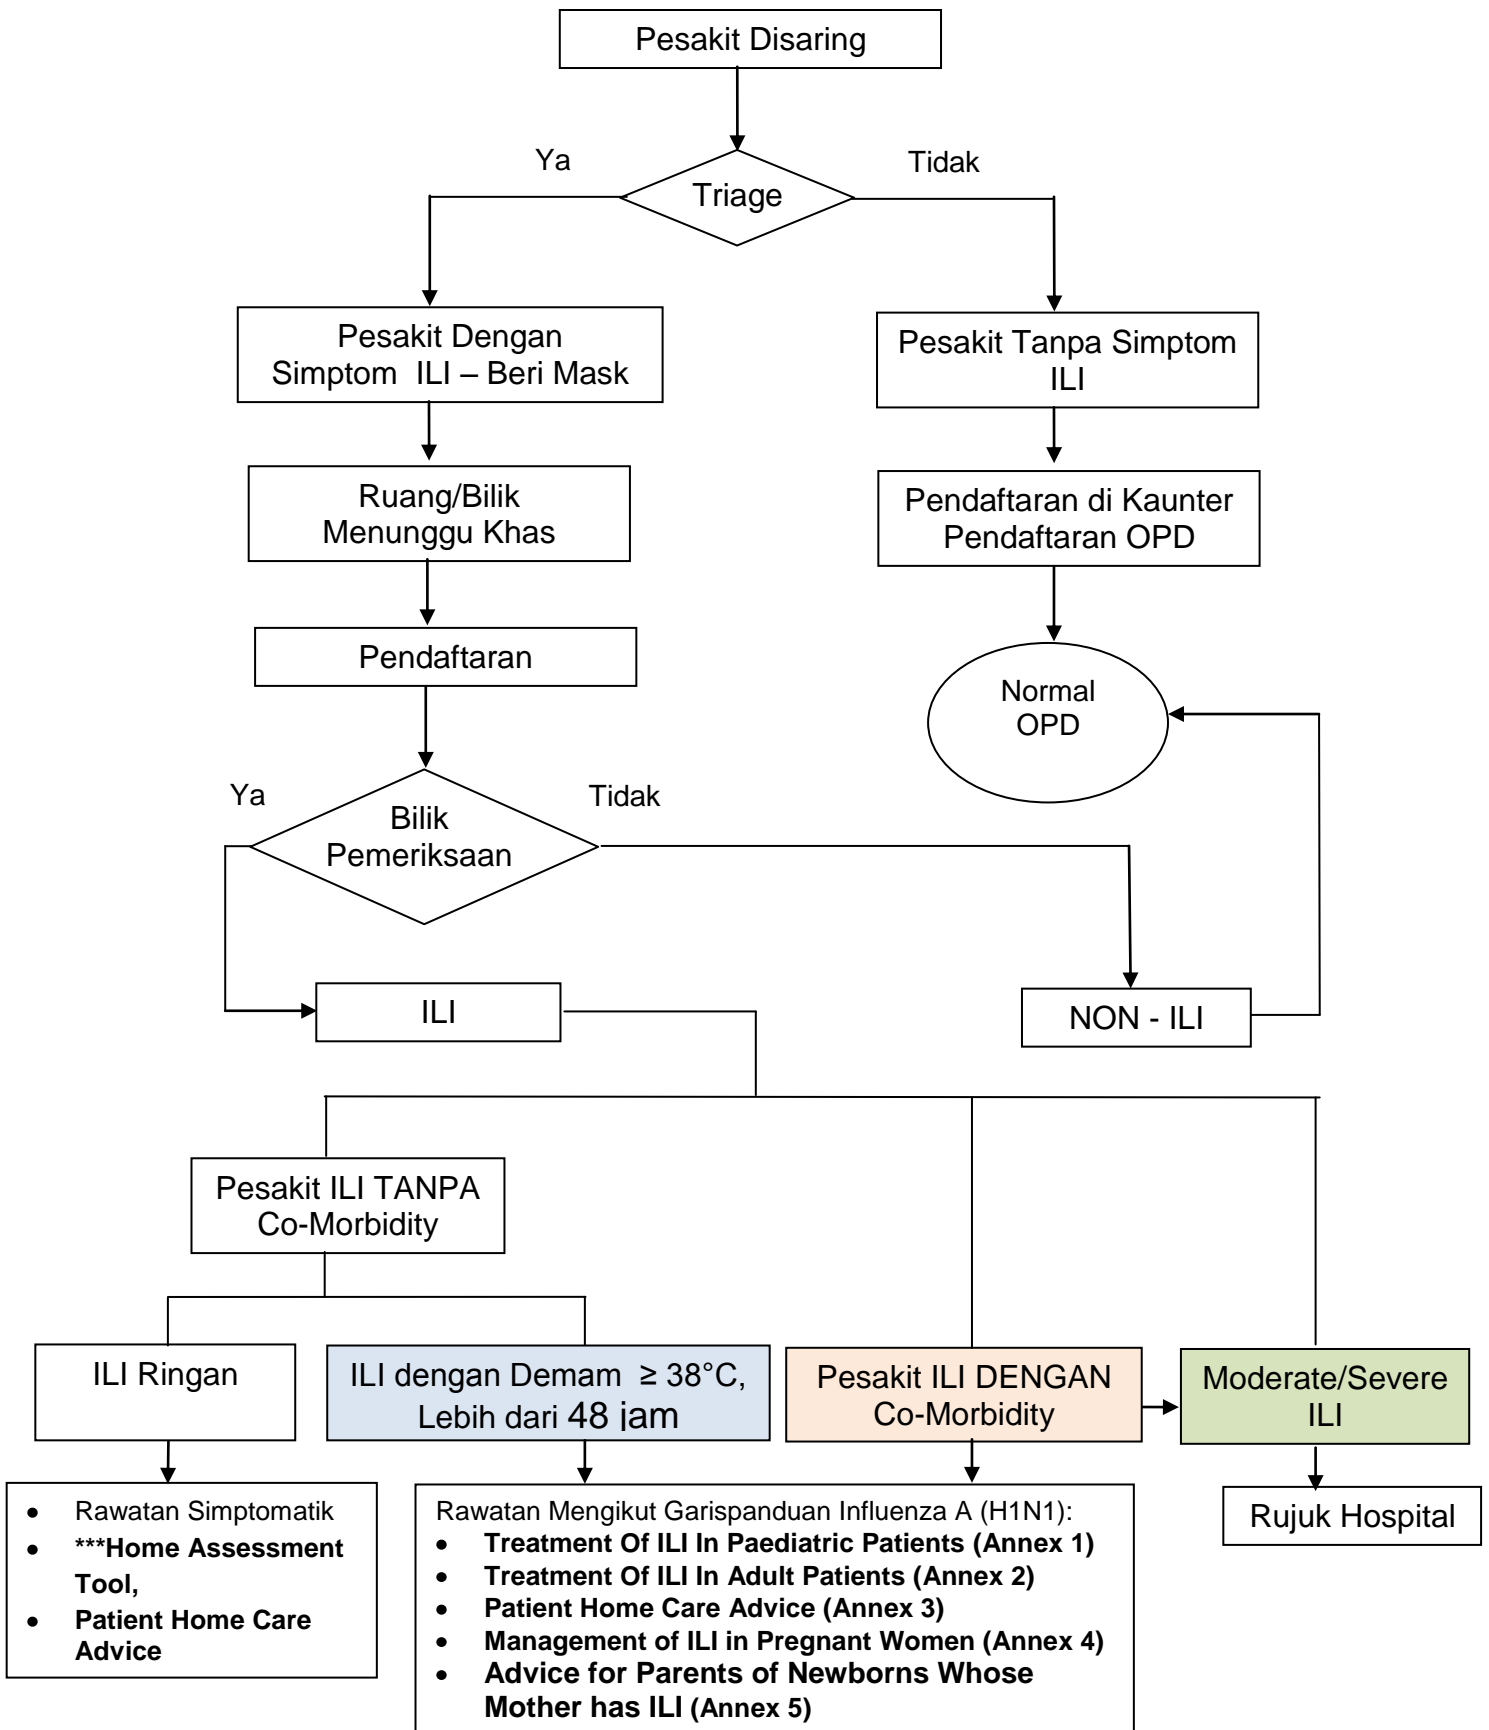 Pesakit Disaring
Ya
Tidak
Triage
Pesakit Dengan
Simptom ILI – Beri Mask
Pesakit Tanpa Simptom
ILI
Ruang/Bilik
Menunggu Khas
Pendaftaran di Kaunter
Pendaftaran OPD
Pendaftaran
Normal
OPD
Ya
Tidak
Bilik
Pemeriksaan
ILI
NON - ILI
Pesakit ILI TANPA
Co-Morbidity
ILI Ringan
ILI dengan Demam ≥ 38°C,
Lebih dari 48 jam
Pesakit ILI DENGAN
Co-Morbidity
Moderate/Severe
ILI
• Rawatan Simptomatik
• ***Home Assessment
Tool,
• Patient Home Care
Advice
Rawatan Mengikut Garispanduan Influenza A (H1N1):
• Treatment Of ILI In Paediatric Patients (Annex 1)
• Treatment Of ILI In Adult Patients (Annex 2)
• Patient Home Care Advice (Annex 3)
• Management of ILI in Pregnant Women (Annex 4)
• Advice for Parents of Newborns Whose
Mother has ILI (Annex 5)
Rujuk Hospital